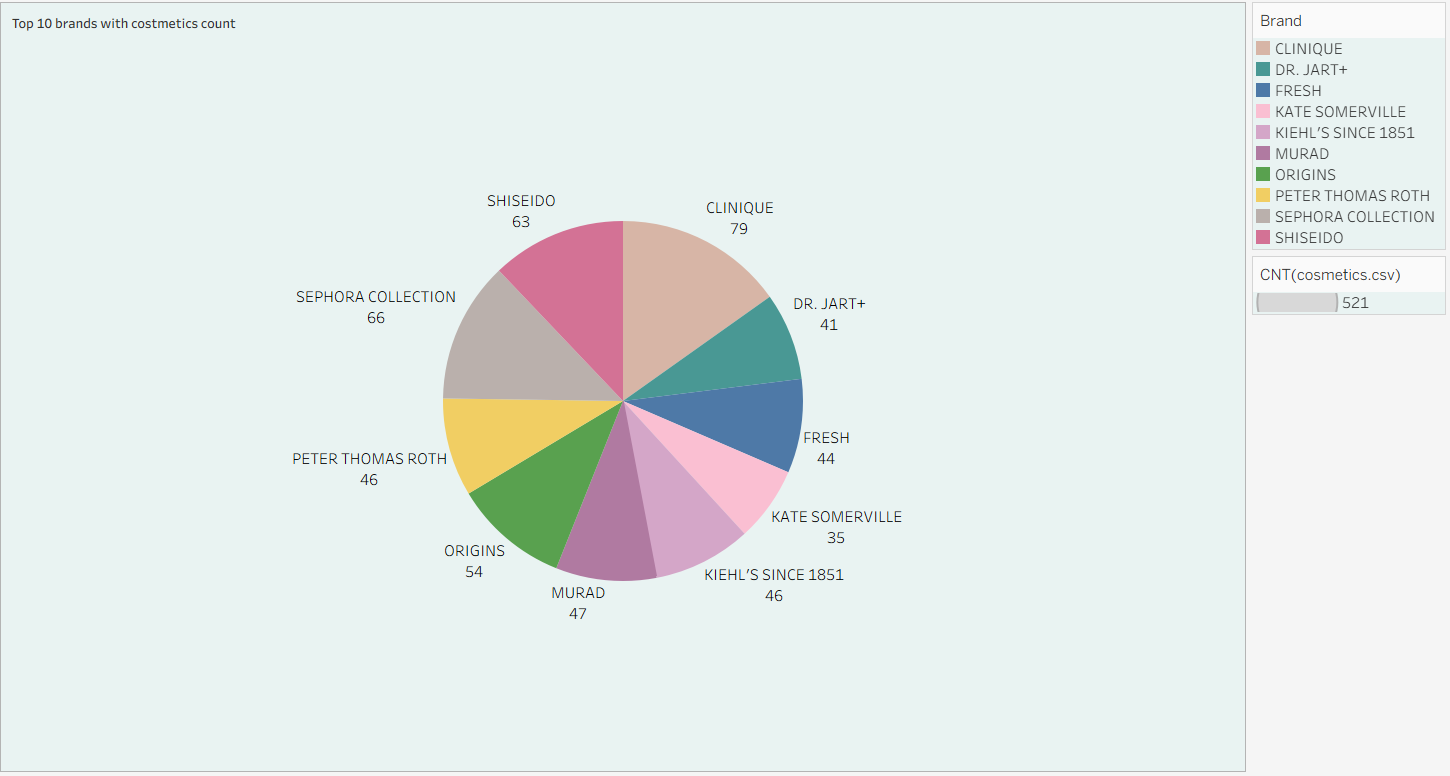 Top 10 brands with costmetics count
SHISEIDO
63
CLINIQUE
79
SEPHORA COLLECTION
66
DR. JART+
41
FRESH
44
PETER THOMAS ROTH
46
KATE SOMERVILLE
35
ORIGINS
54
KIEHL'S SINCE 1851
46
MURAD
47
Brand
CLINIQUE
DR. JART+
FRESH
KATE SOMERVILLE
KIEHL'S SINCE 1851
MURAD
ORIGINS
PETER THOMAS ROTH
SEPHORA COLLECTION
SHISEIDO
CNT(cosmetics.csv)
521